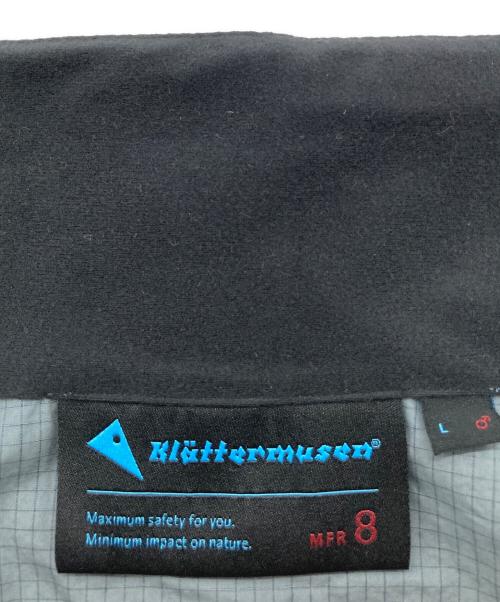 Klättermusen®
L ♂
Maximum safety for you.
Minimum impact on nature.
MFR 8